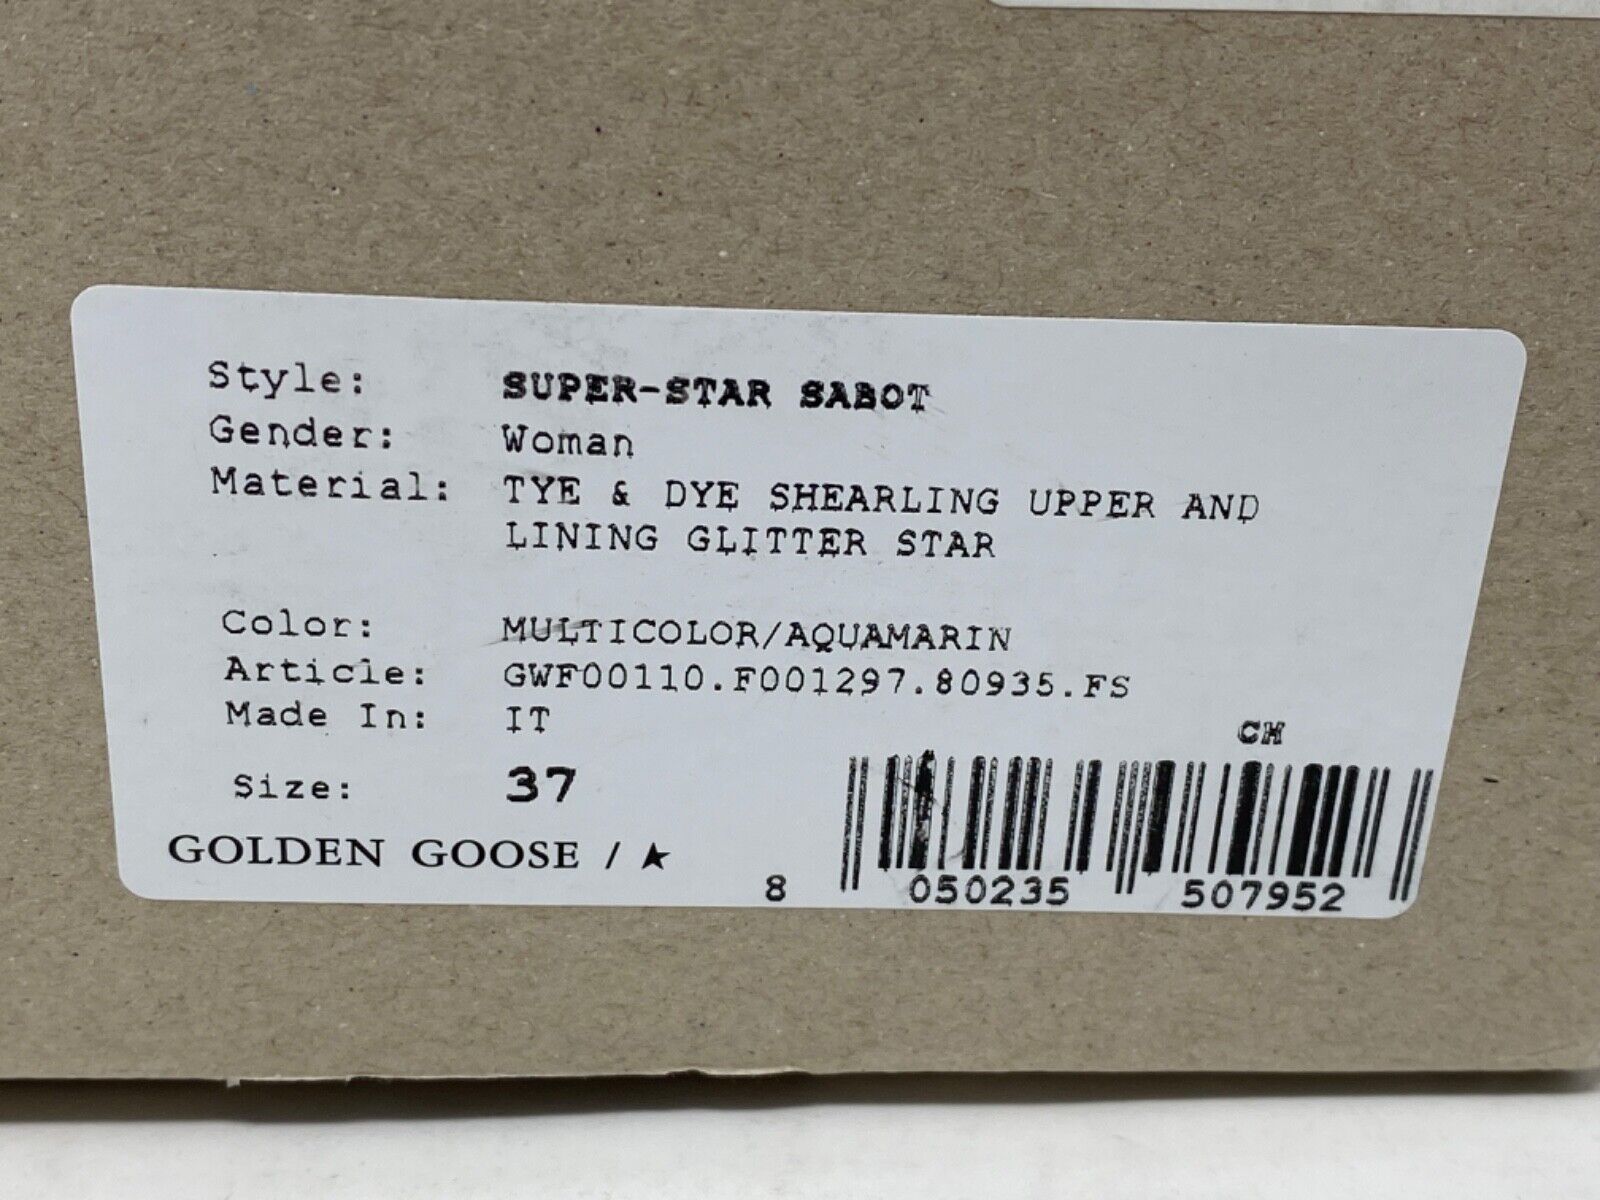 Style: SUPER-STAR SABOT
Gender: Woman
Material: TYE & DYE SHEARLING UPPER AND
LINING GLITTER STAR
Color: MULTICOLOR/AQUAMARIN
Article: GWF00110.F001297.80935.FS
Made In: IT
CH
Size: 37
GOLDEN GOOSE / ★
8 050235 507952